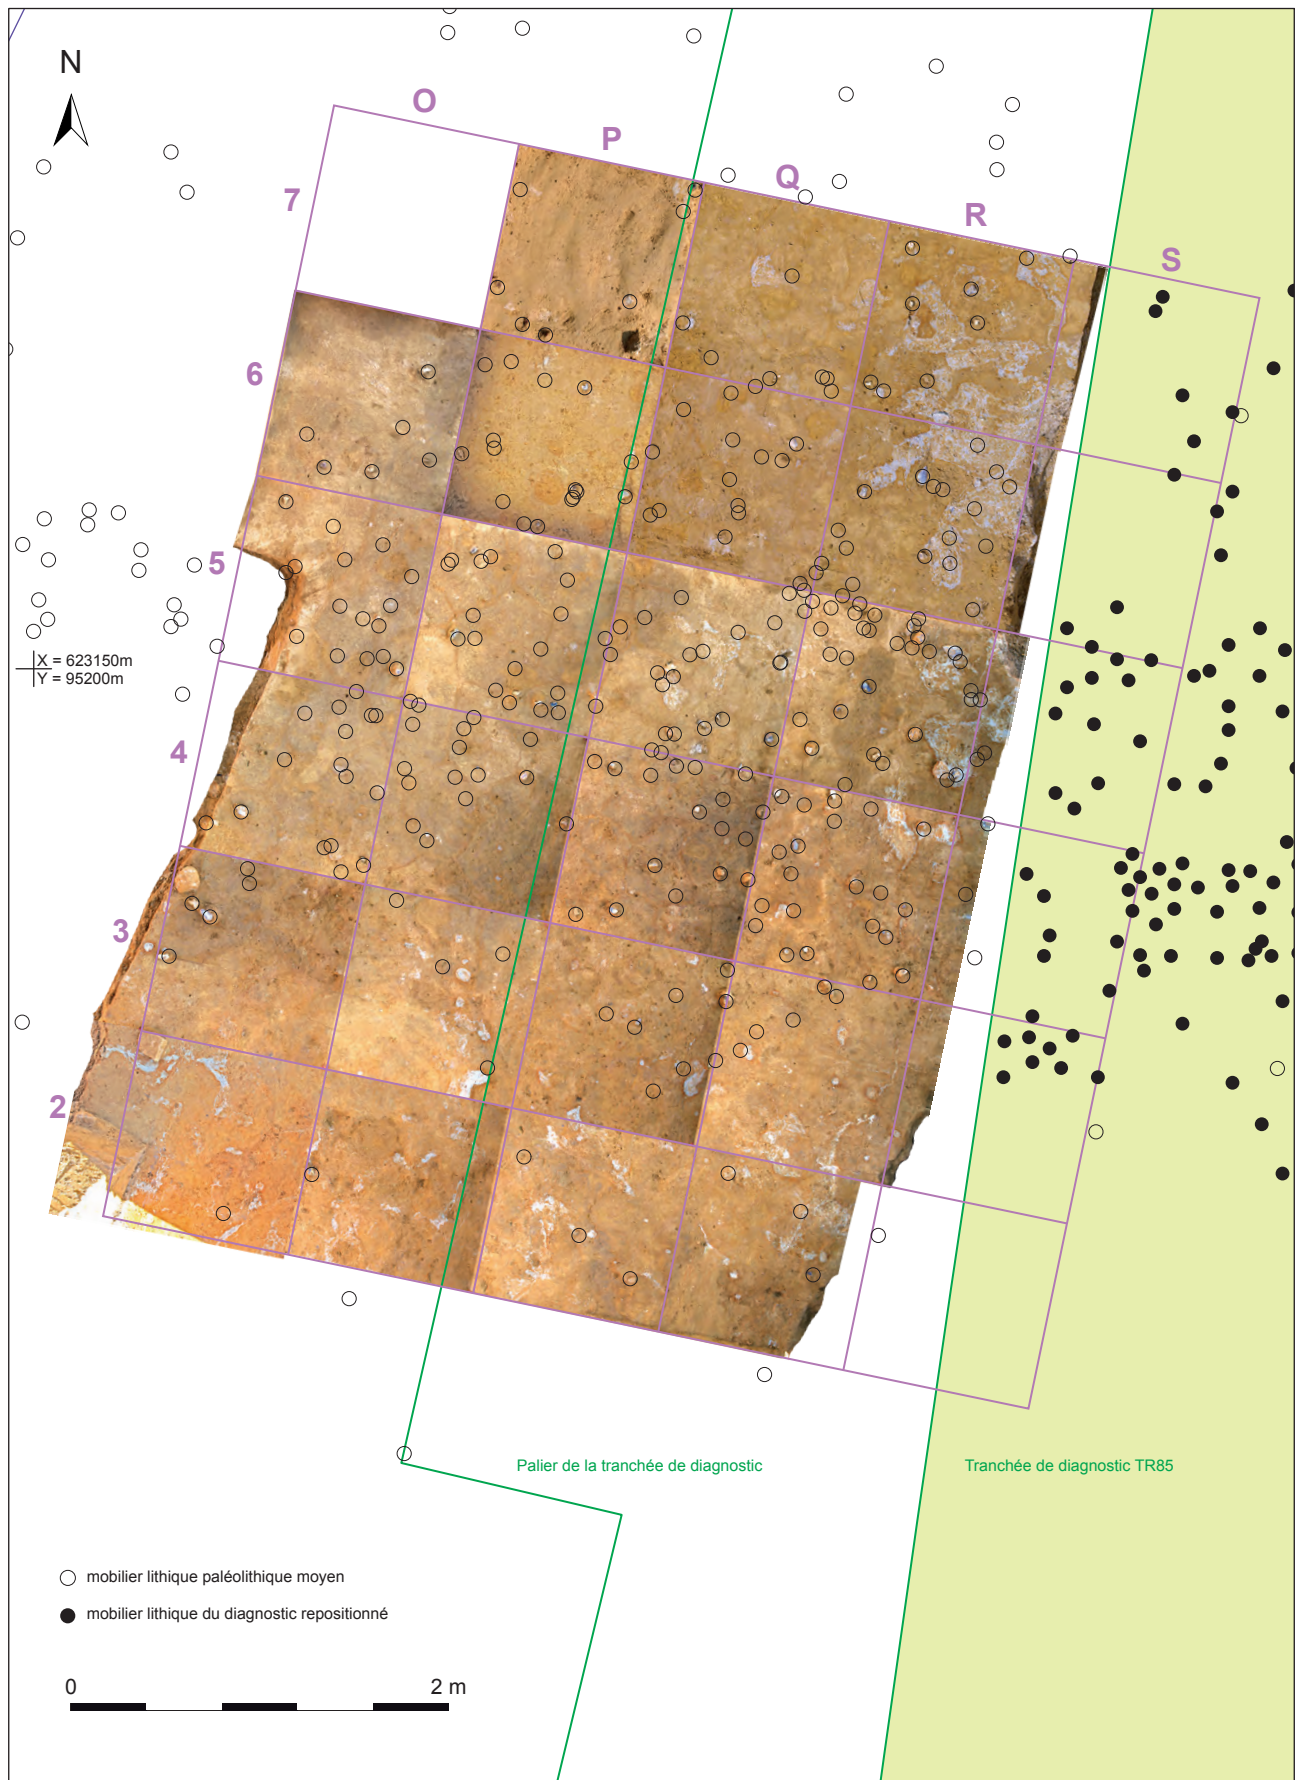 N
O
P
Q
R
S
7
6
5
4
3
2
X = 623150m
Y = 95200m
Palier de la tranchée de diagnostic
Tranchée de diagnostic TR85
mobilier lithique paléolithique moyen
mobilier lithique du diagnostic repositionné
0 2 m